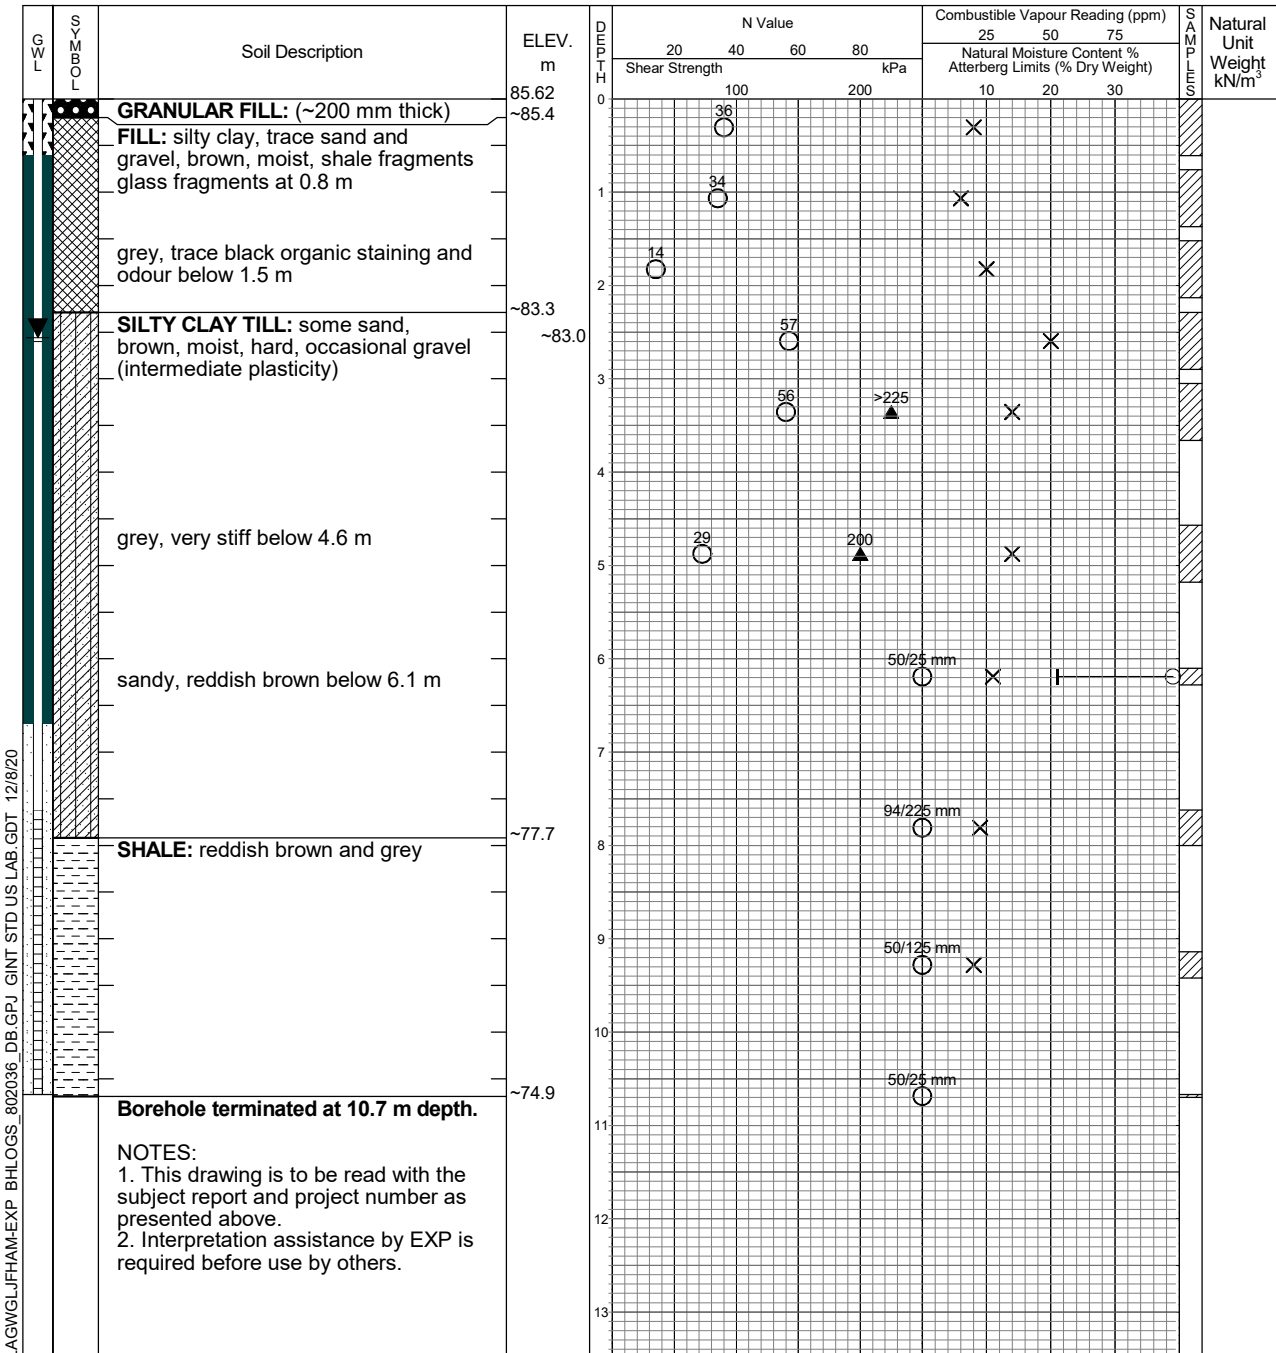 GWL
SYMBOL
Soil Description
ELEV.
m
DEPTH
N Value
20 40 60 80
Shear Strength kPa
100 200
Combustible Vapour Reading (ppm)
25 50 75
Natural Moisture Content %
Atterberg Limits (% Dry Weight)
10 20 30
SAMPLES
Natural
Unit
Weight
kN/m³
85.62
0
GRANULAR FILL: (~200 mm thick)
~85.4
36
FILL: silty clay, trace sand and
gravel, brown, moist, shale fragments
glass fragments at 0.8 m
34
1
14
grey, trace black organic staining and
odour below 1.5 m
2
~83.3
SILTY CLAY TILL: some sand,
brown, moist, hard, occasional gravel
(intermediate plasticity)
57
~83.0
3
56
>225
4
grey, very stiff below 4.6 m
29
200
5
6
50/25 mm
sandy, reddish brown below 6.1 m
7
94/225 mm
~77.7
SHALE: reddish brown and grey
8
9
50/125 mm
10
50/25 mm
~74.9
Borehole terminated at 10.7 m depth.
11
NOTES:
1. This drawing is to be read with the
subject report and project number as
presented above.
2. Interpretation assistance by EXP is
required before use by others.
12
13
AGWGLJFHAM-EXP BHLOGS_802036_DB.GPJ GINT STD US LAB.GDT 12/8/20